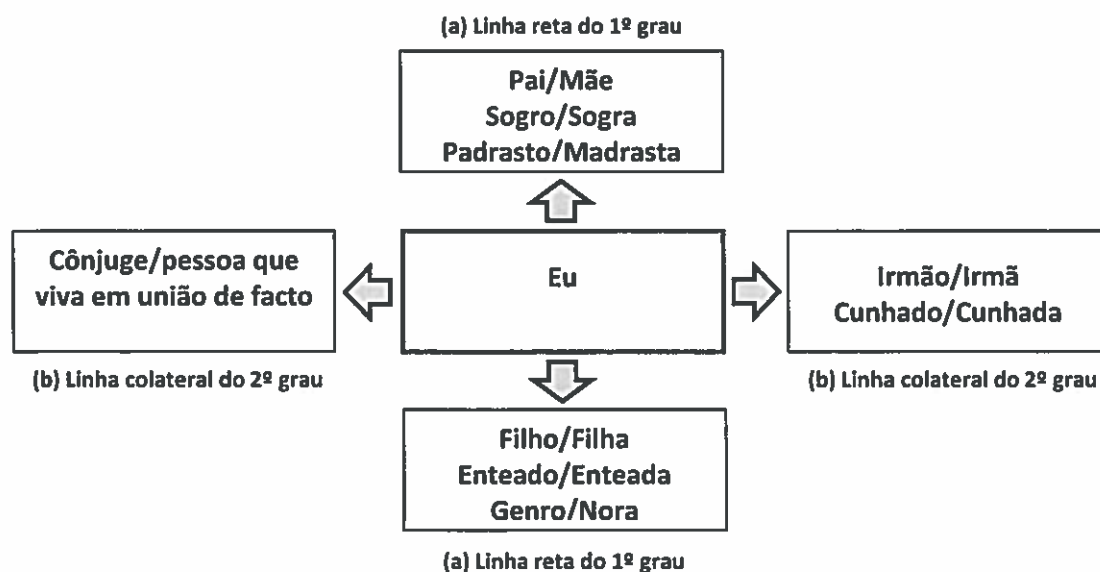 (a) Linha reta do 1º grau
Pai/Mãe
Sogro/Sogra
Padrasto/Madrasta
Cônjuge/pessoa que
viva em união de facto
(b) Linha colateral do 2º grau
Eu
Irmão/Irmã
Cunhado/Cunhada
(b) Linha colateral do 2º grau
Filho/Filha
Enteado/Enteada
Genro/Nora
(a) Linha reta do 1º grau